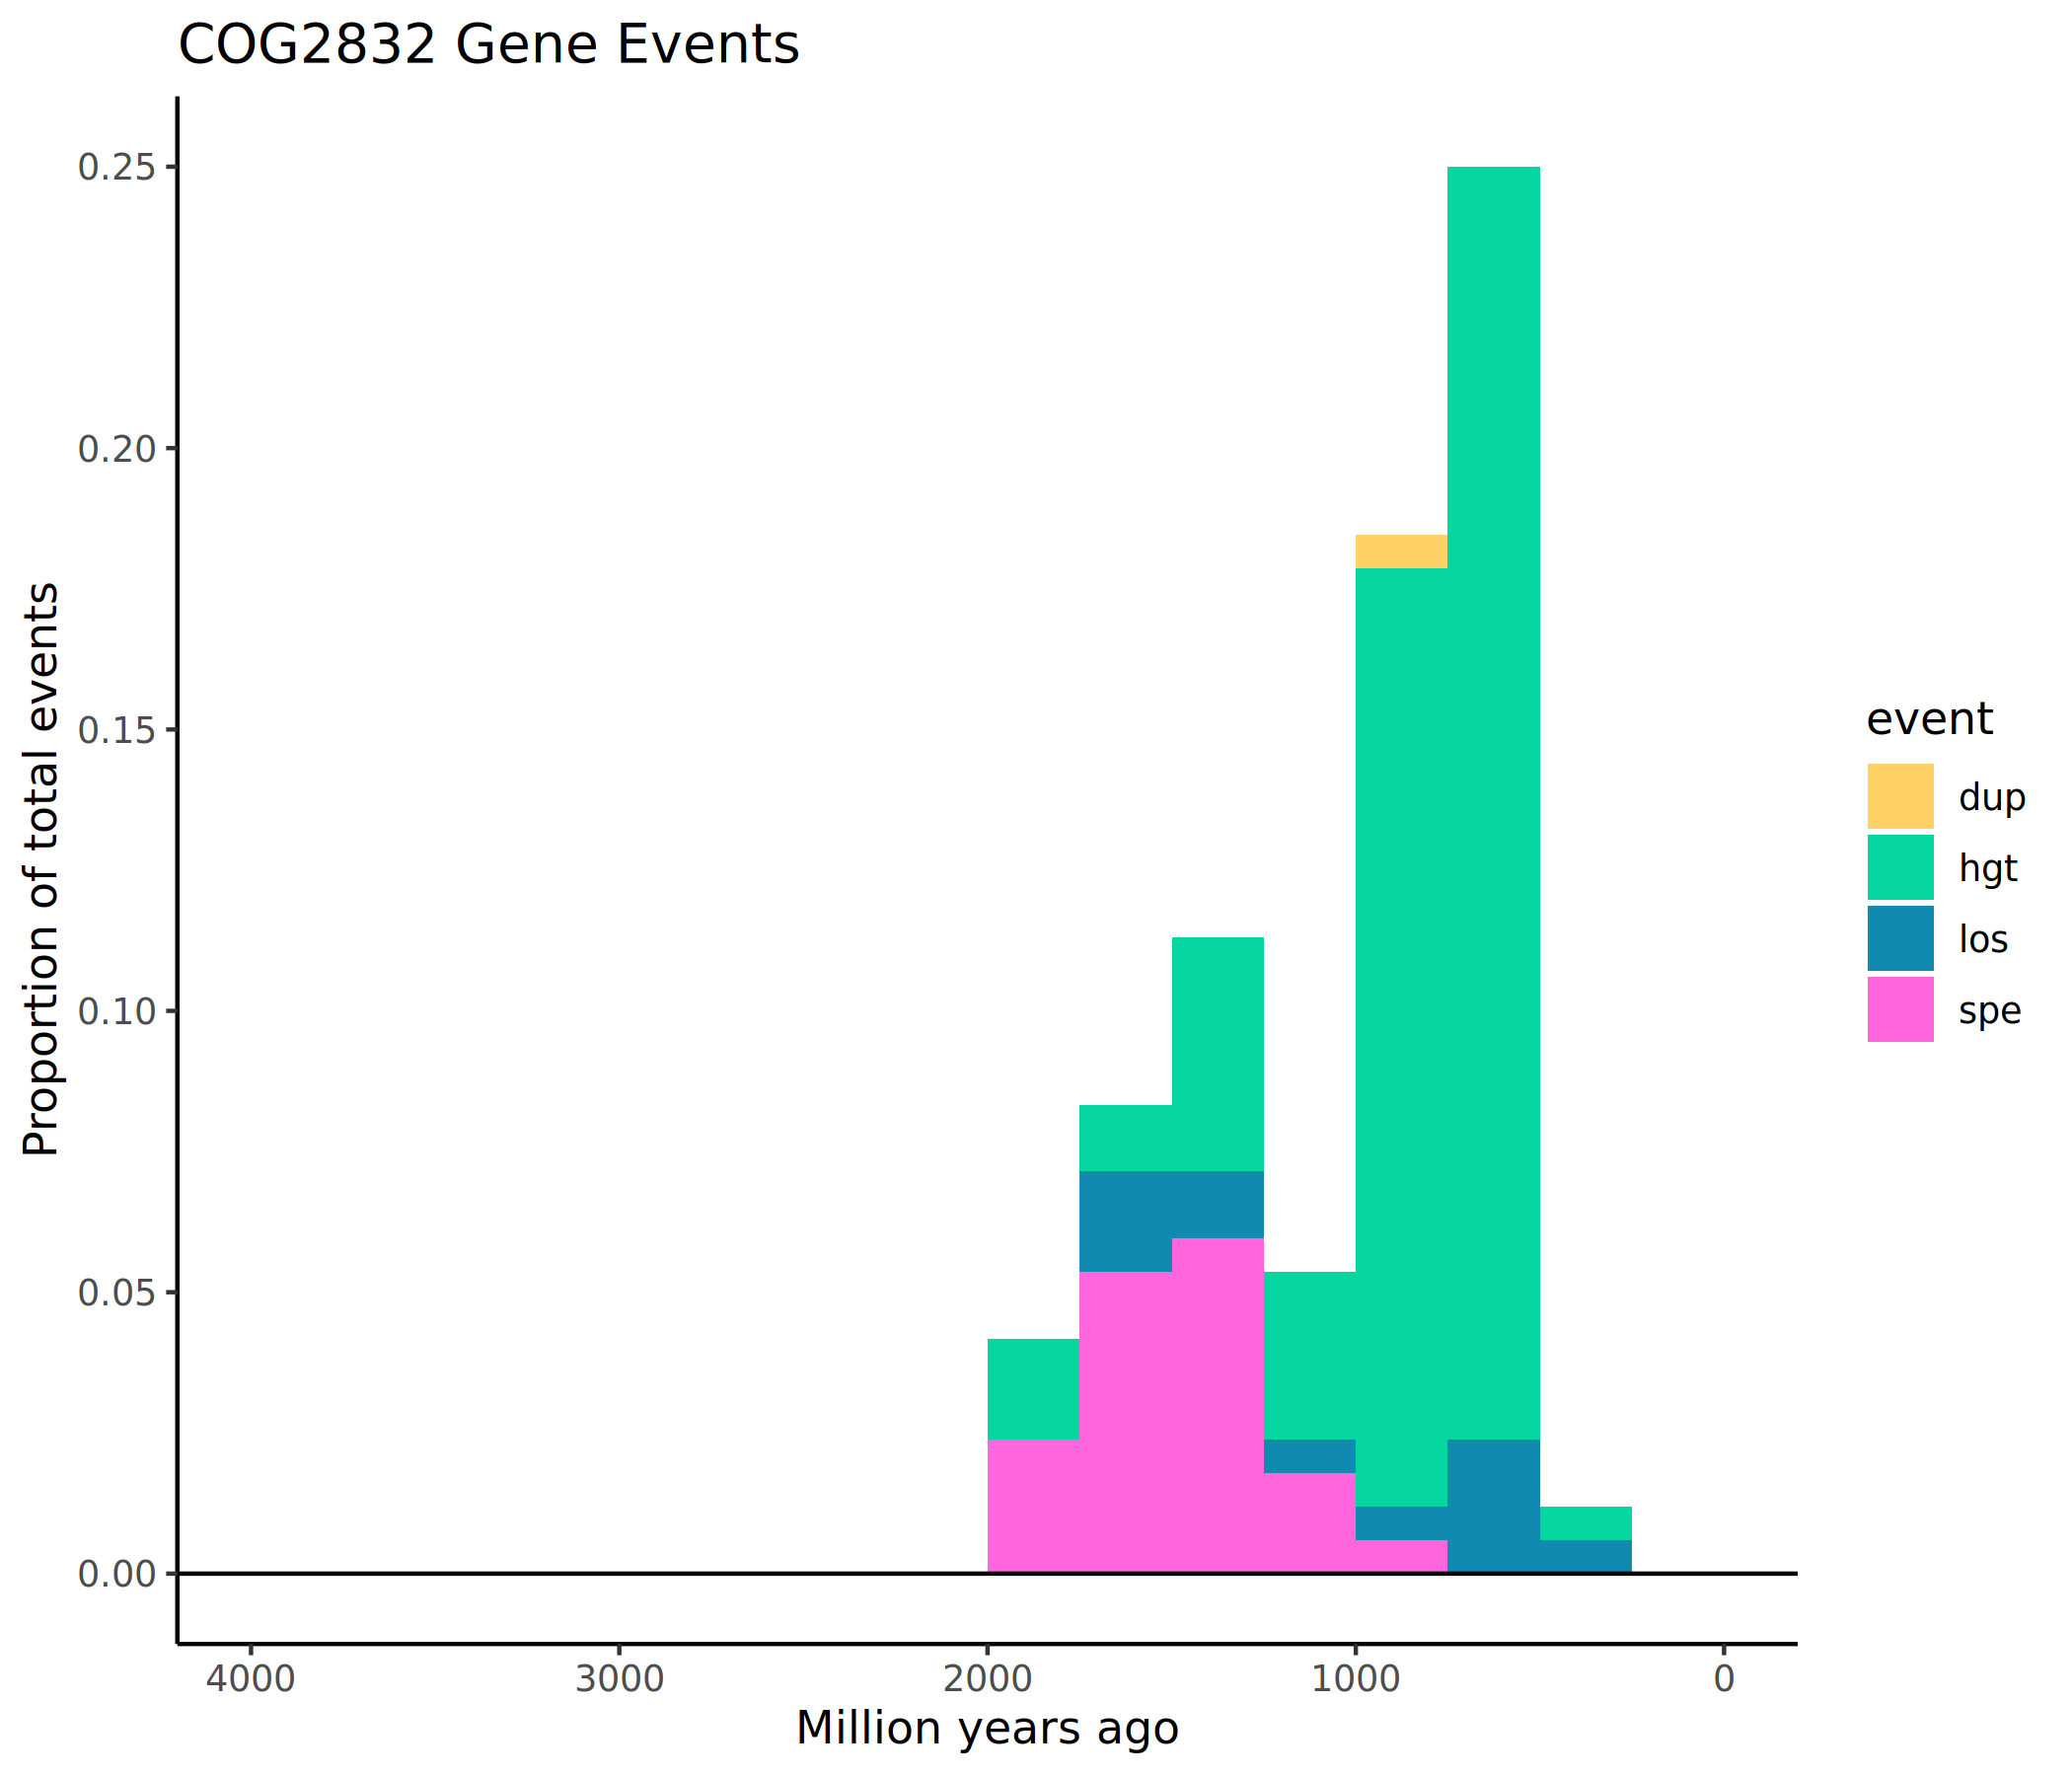 COG2832 Gene Events
Proportion of total events
0.25
0.20
0.15
0.10
0.05
0.00
4000 3000 2000 1000 0
Million years ago
event
dup
hgt
los
spe